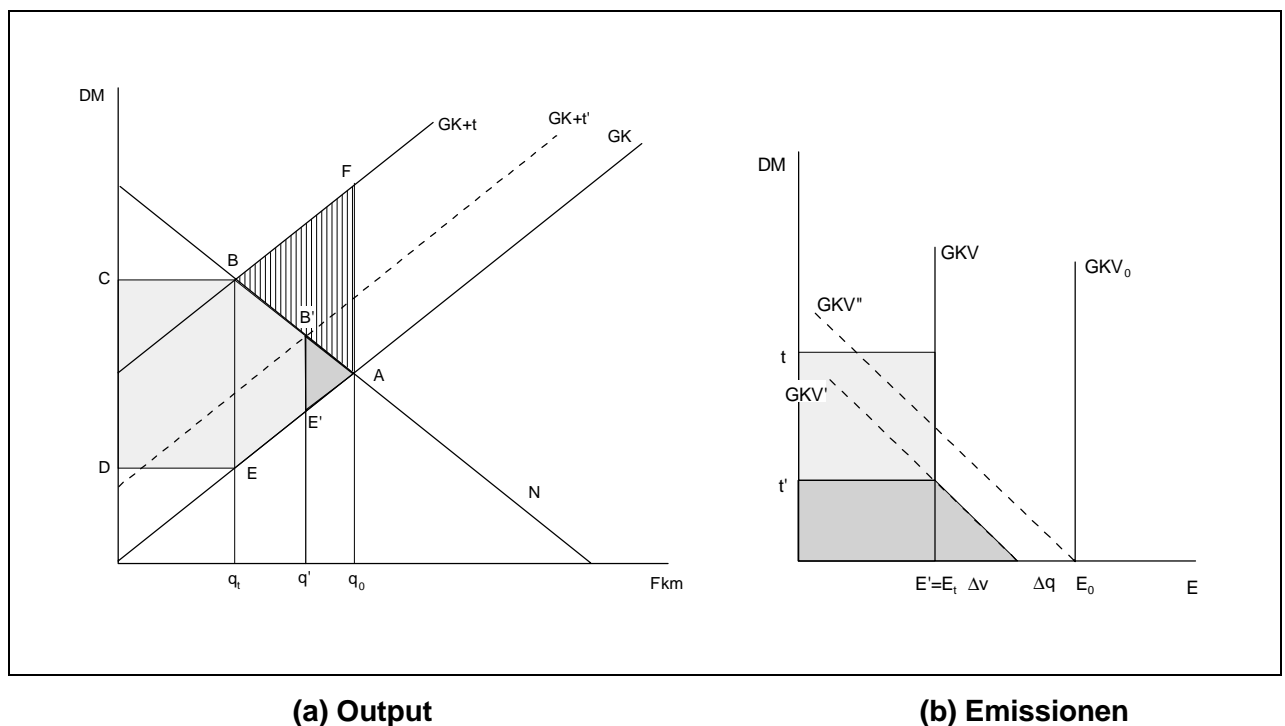 DM
GK+t
GK+t'
GK
F
B
C
B'
A
E'
D
E
N
q_t
q'
q_0
Fkm
DM
GKV
GKV_0
GKV"
t
GKV'
t'
E'=E_t
Δv
Δq
E_0
E
(a) Output
(b) Emissionen